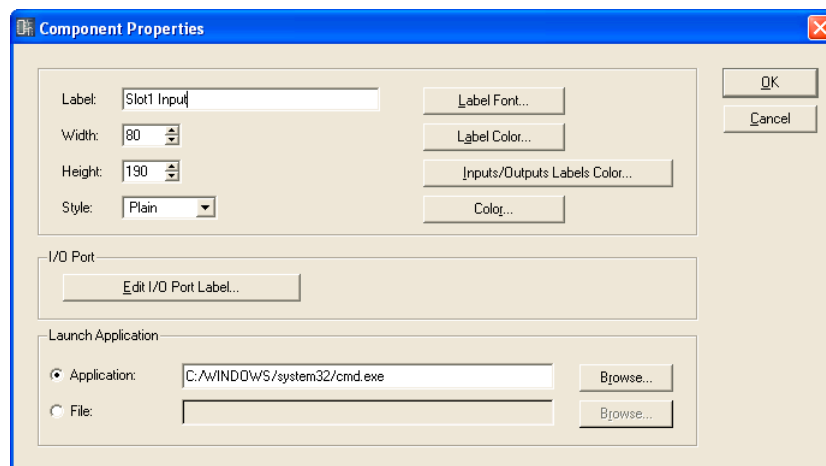 Component Properties
Label: Slot1 Input Label Font... OK
Width: 80 Label Color... Cancel
Height: 190 Inputs/Outputs Labels Color...
Style: Plain Color...
I/O Port
Edit I/O Port Label...
Launch Application
Application: C:/WINDOWS/system32/cmd.exe Browse...
File: Browse...